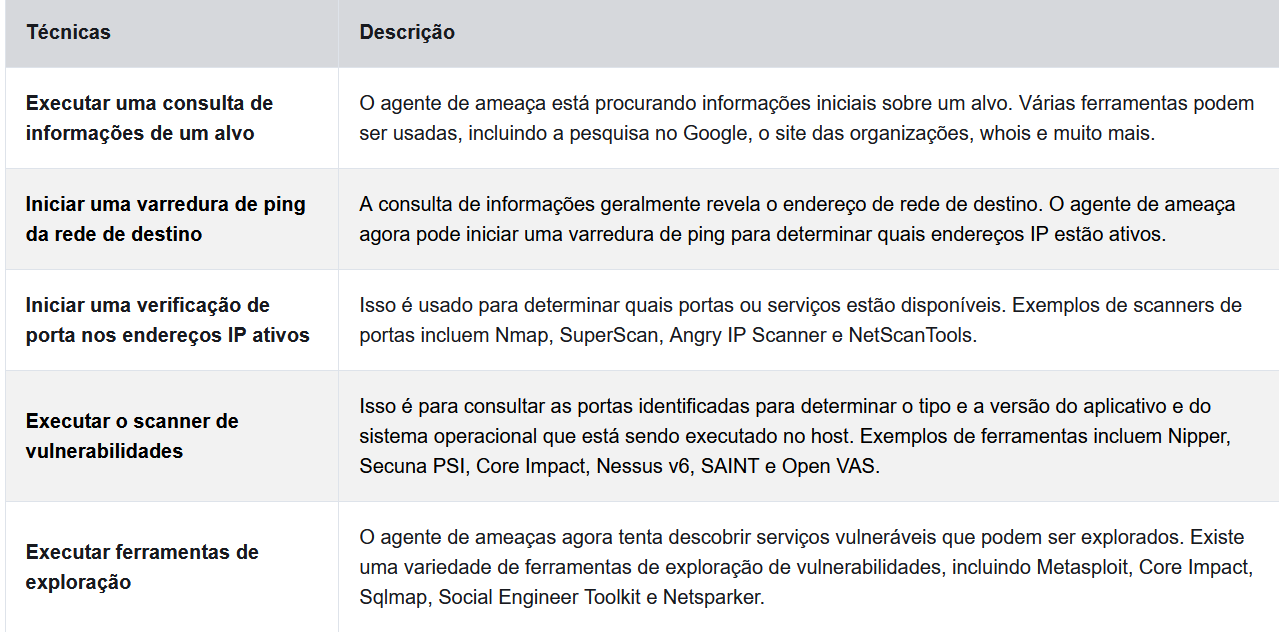 Técnicas
Descrição
Executar uma consulta de
informações de um alvo
O agente de ameaça está procurando informações iniciais sobre um alvo. Várias ferramentas podem
ser usadas, incluindo a pesquisa no Google, o site das organizações, whois e muito mais.
Iniciar uma varredura de ping
da rede de destino
A consulta de informações geralmente revela o endereço de rede de destino. O agente de ameaça
agora pode iniciar uma varredura de ping para determinar quais endereços IP estão ativos.
Iniciar uma verificação de
porta nos endereços IP ativos
Isso é usado para determinar quais portas ou serviços estão disponíveis. Exemplos de scanners de
portas incluem Nmap, SuperScan, Angry IP Scanner e NetScanTools.
Executar o scanner de
vulnerabilidades
Isso é para consultar as portas identificadas para determinar o tipo e a versão do aplicativo e do
sistema operacional que está sendo executado no host. Exemplos de ferramentas incluem Nipper,
Secuna PSI, Core Impact, Nessus v6, SAINT e Open VAS.
Executar ferramentas de
exploração
O agente de ameaças agora tenta descobrir serviços vulneráveis que podem ser explorados. Existe
uma variedade de ferramentas de exploração de vulnerabilidades, incluindo Metasploit, Core Impact,
Sqlmap, Social Engineer Toolkit e Netsparker.